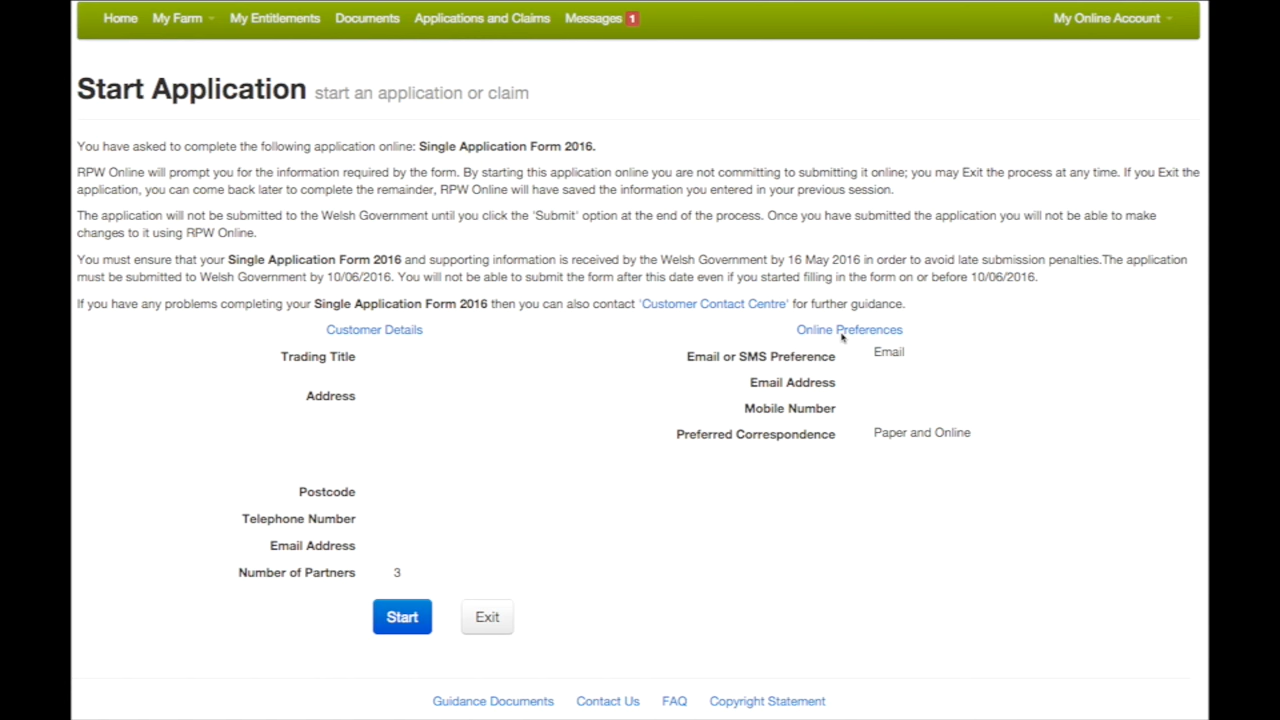 Home My Farm My Entitlements Documents Applications and Claims Messages 1 My Online Account
Start Application start an application or claim
You have asked to complete the following application online: Single Application Form 2016.
RPW Online will prompt you for the information required by the form. By starting this application online you are not committing to submitting it online; you may Exit the process at any time. If you Exit the
application, you can come back later to complete the remainder, RPW Online will have saved the information you entered in your previous session.
The application will not be submitted to the Welsh Government until you click the 'Submit' option at the end of the process. Once you have submitted the application you will not be able to make
changes to it using RPW Online.
You must ensure that your Single Application Form 2016 and supporting information is received by the Welsh Government by 16 May 2016 in order to avoid late submission penalties.The application
must be submitted to Welsh Government by 10/06/2016. You will not be able to submit the form after this date even if you started filling in the form on or before 10/06/2016.
If you have any problems completing your Single Application Form 2016 then you can also contact 'Customer Contact Centre' for further guidance.
Customer Details Online Preferences
Trading Title Email or SMS Preference Email
Email Address
Address
Mobile Number
Preferred Correspondence Paper and Online
Postcode
Telephone Number
Email Address
Number of Partners 3
Start Exit
Guidance Documents Contact Us FAQ Copyright Statement